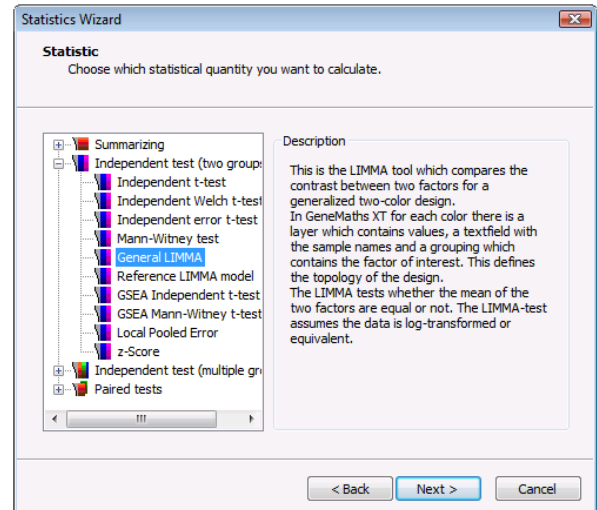 Statistics Wizard
Statistic
Choose which statistical quantity you want to calculate.
Summarizing
Independent test (two group
Independent t-test
Independent Welch t-test
Independent error t-test
Mann-Witney test
General LIMMA
Reference LIMMA model
GSEA Independent t-test
GSEA Mann-Witney t-test
Local Pooled Error
z-Score
Independent test (multiple gr
Paired tests
Description
This is the LIMMA tool which compares the
contrast between two factors for a
generalized two-color design.
In GeneMaths XT for each color there is a
layer which contains values, a textfield with
the sample names and a grouping which
contains the factor of interest. This defines
the topology of the design.
The LIMMA tests whether the mean of the
two factors are equal or not. The LIMMA-test
assumes the data is log-transformed or
equivalent.
< Back
Next >
Cancel